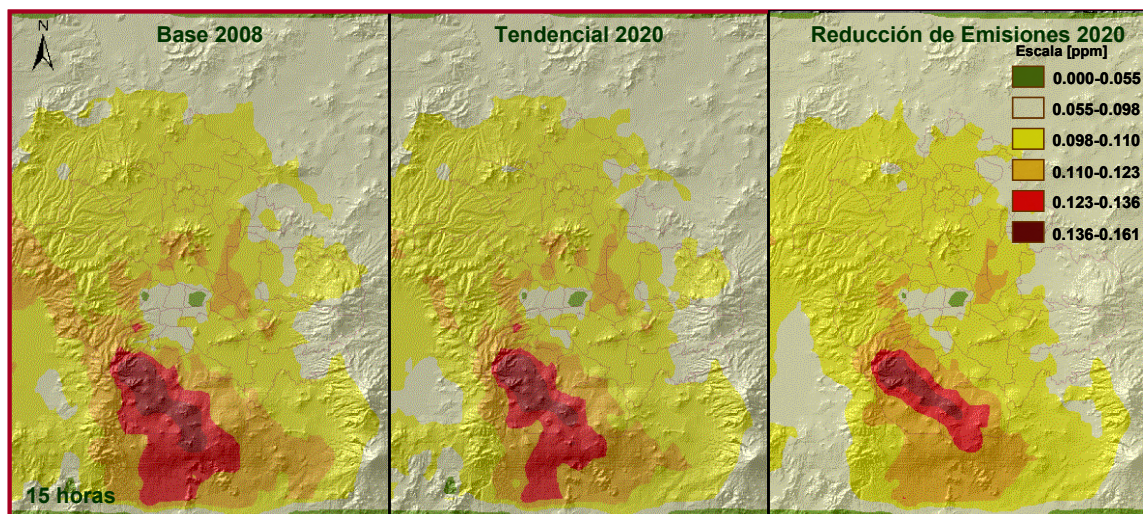 Base 2008
Tendencial 2020
Reducción de Emisiones 2020
N
Escala [ppm]
0.000-0.055
0.055-0.098
0.098-0.110
0.110-0.123
0.123-0.136
0.136-0.161
15 horas